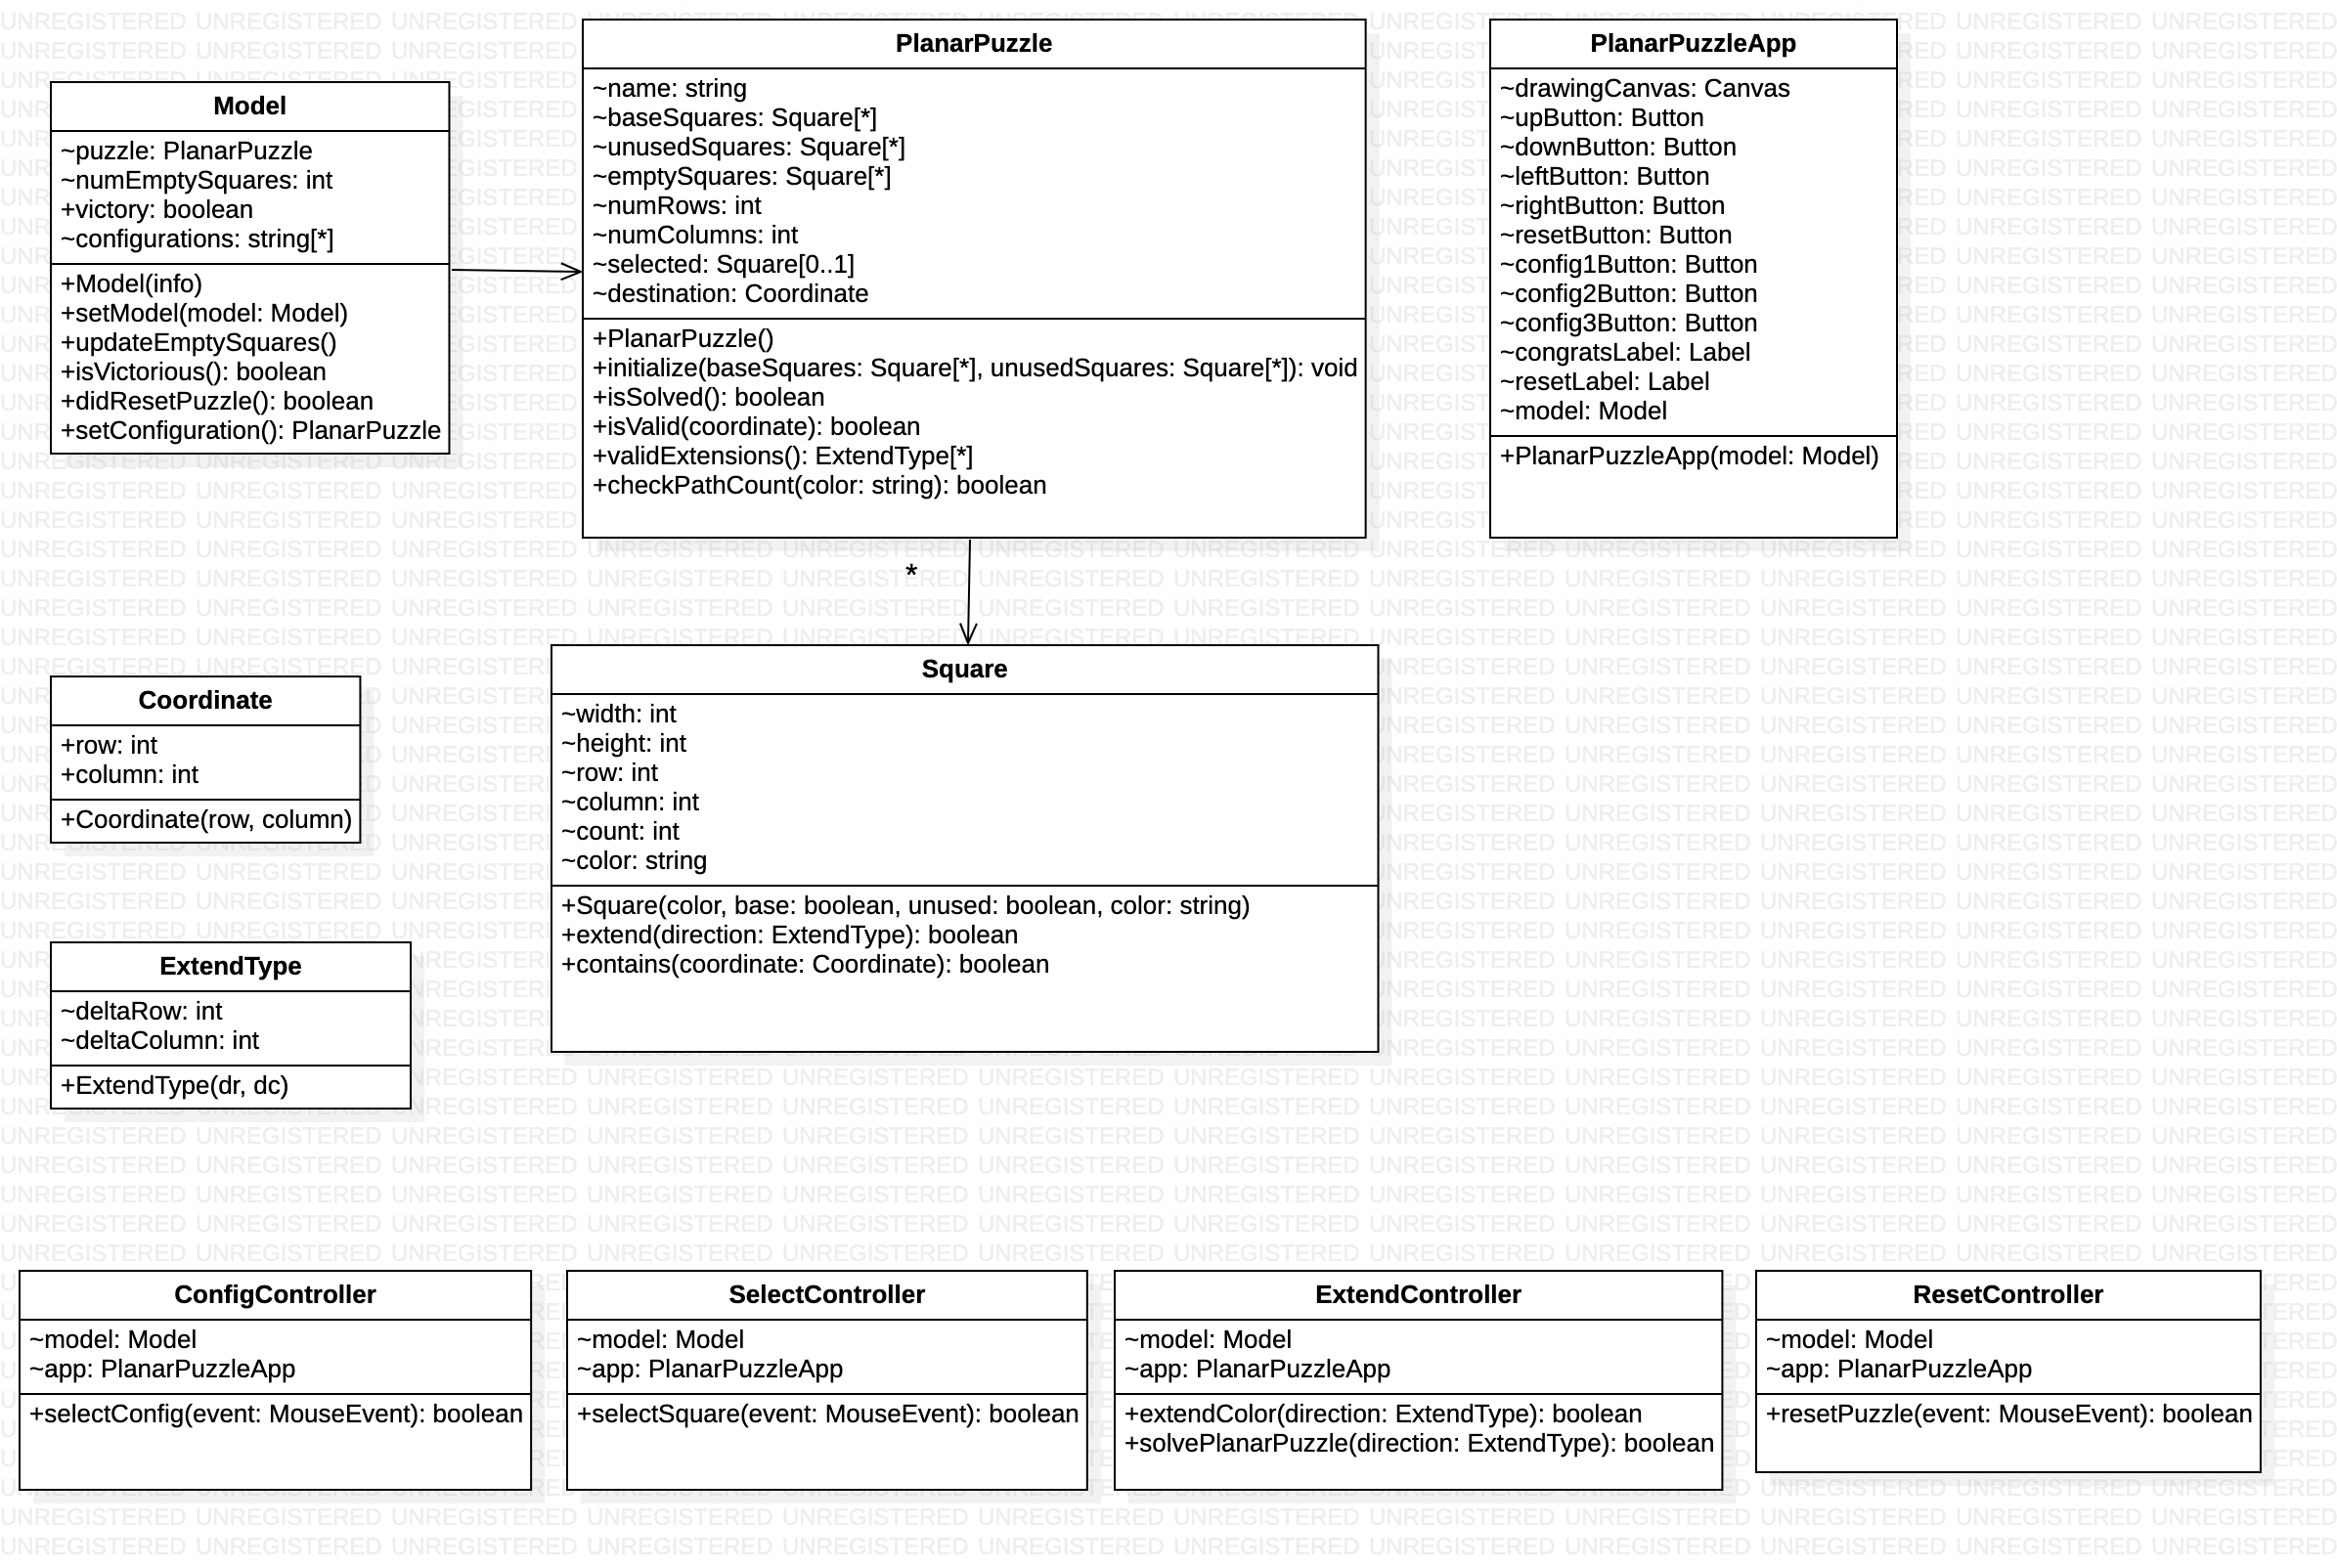 Model
~puzzle: PlanarPuzzle
~numEmptySquares: int
+victory: boolean
~configurations: string[*]
+Model(info)
+setModel(model: Model)
+updateEmptySquares()
+isVictorious(): boolean
+didResetPuzzle(): boolean
+setConfiguration(): PlanarPuzzle
PlanarPuzzle
~name: string
~baseSquares: Square[*]
~unusedSquares: Square[*]
~emptySquares: Square[*]
~numRows: int
~numColumns: int
~selected: Square[0..1]
~destination: Coordinate
+PlanarPuzzle()
+initialize(baseSquares: Square[*], unusedSquares: Square[*]): void
+isSolved(): boolean
+isValid(coordinate): boolean
+validExtensions(): ExtendType[*]
+checkPathCount(color: string): boolean
PlanarPuzzleApp
~drawingCanvas: Canvas
~upButton: Button
~downButton: Button
~leftButton: Button
~rightButton: Button
~resetButton: Button
~config1Button: Button
~config2Button: Button
~config3Button: Button
~congratsLabel: Label
~resetLabel: Label
~model: Model
+PlanarPuzzleApp(model: Model)
*
Coordinate
+row: int
+column: int
+Coordinate(row, column)
Square
~width: int
~height: int
~row: int
~column: int
~count: int
~color: string
+Square(color, base: boolean, unused: boolean, color: string)
+extend(direction: ExtendType): boolean
+contains(coordinate: Coordinate): boolean
ExtendType
~deltaRow: int
~deltaColumn: int
+ExtendType(dr, dc)
ConfigController
~model: Model
~app: PlanarPuzzleApp
+selectConfig(event: MouseEvent): boolean
SelectController
~model: Model
~app: PlanarPuzzleApp
+selectSquare(event: MouseEvent): boolean
ExtendController
~model: Model
~app: PlanarPuzzleApp
+extendColor(direction: ExtendType): boolean
+solvePlanarPuzzle(direction: ExtendType): boolean
ResetController
~model: Model
~app: PlanarPuzzleApp
+resetPuzzle(event: MouseEvent): boolean
UNREGISTERED